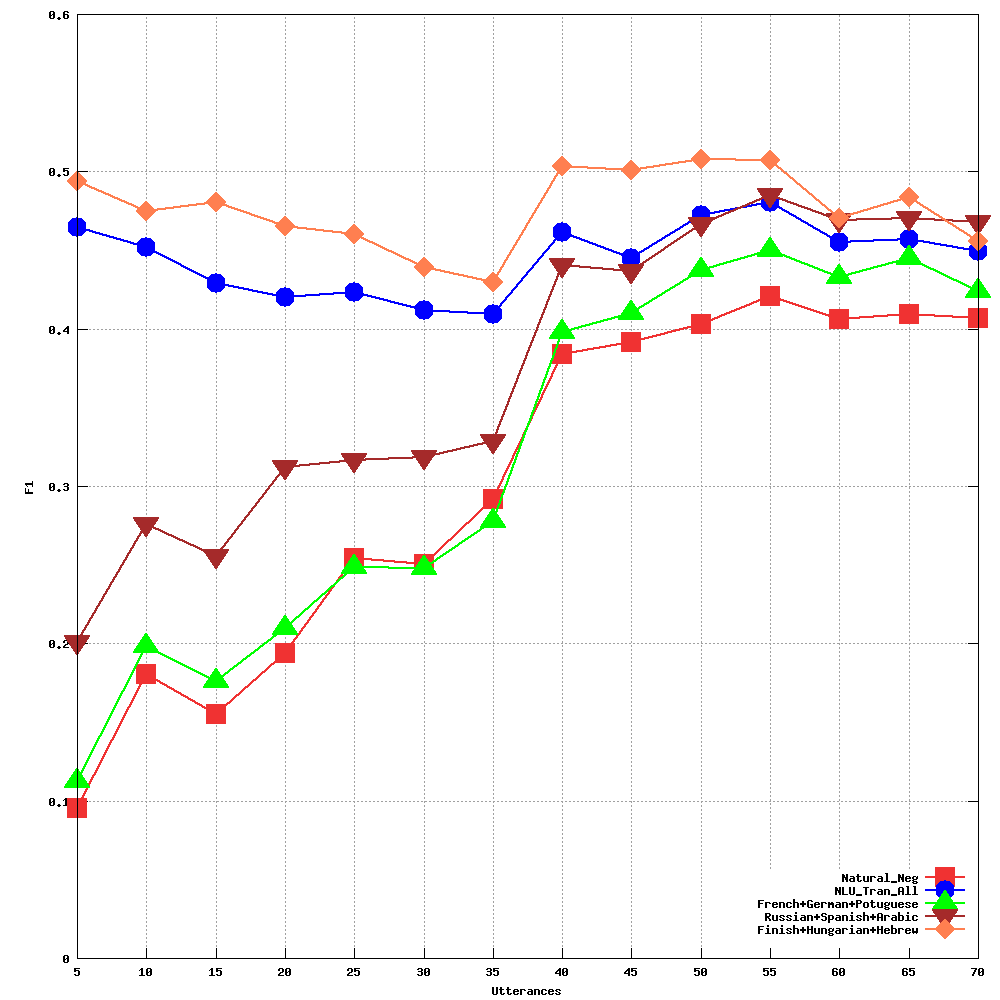 0.6
0.5
0.4
0.3
0.2
0.1
0
F1
5 10 15 20 25 30 35 40 45 50 55 60 65 70
Utterances
Natural_Neg
NLU_Tran_All
French+German+Potuguese
Russian+Spanish+Arabic
Finish+Hungarian+Hebrew